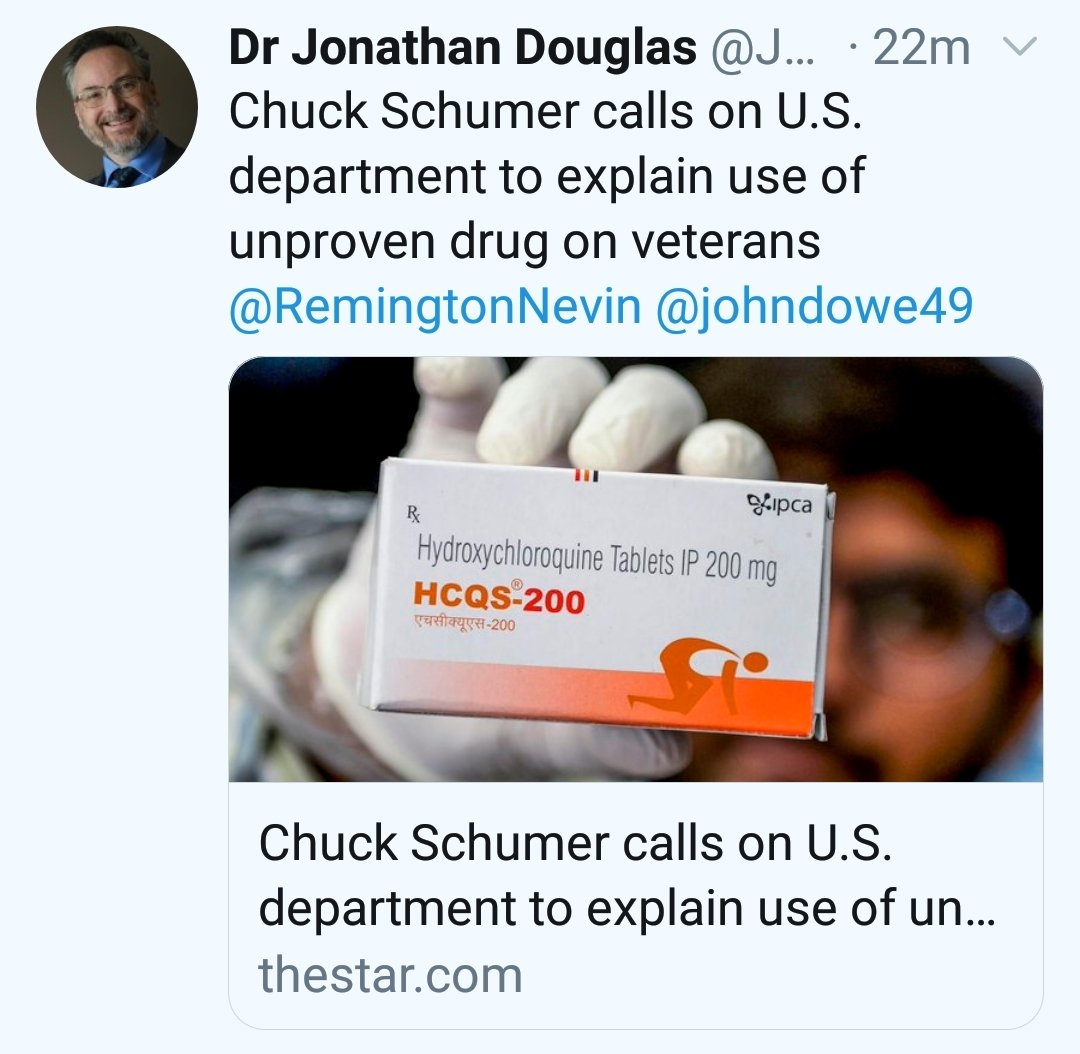 Dr Jonathan Douglas @J... · 22m
Chuck Schumer calls on U.S.
department to explain use of
unproven drug on veterans
@RemingtonNevin @johndowe49
ipca
Rx
Hydroxychloroquine Tablets IP 200 mg
HCQS®-200
एचसीक्यूएस-200
Chuck Schumer calls on U.S.
department to explain use of un...
thestar.com